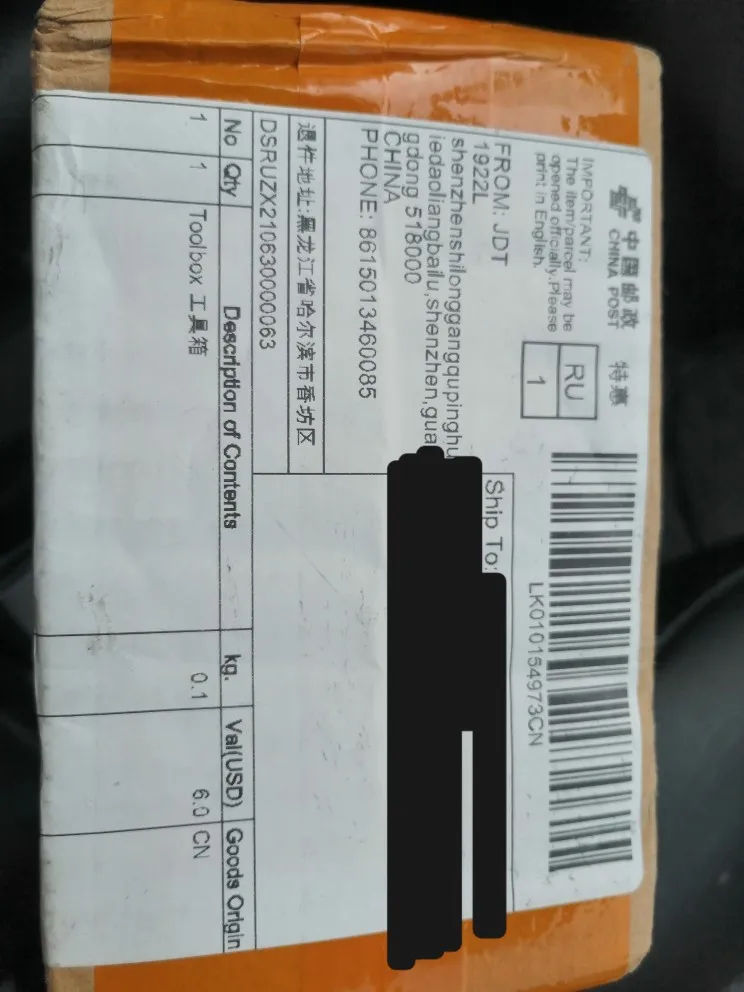 中国邮政 特惠
CHINA POST
IMPORTANT:
The item/parcel may be
opened officially.Please
print in English.
RU
1
LK010154973CN
FROM: JDT
1922L
shenzhenshilonggangqupinghu
iedaoliangbailu,shenzhen,gua
gdong 518000
CHINA
PHONE: 8615013460085
Ship To:
退件地址:黑龙江省哈尔滨市香坊区
DSRUZX210630000063
No Qty Description of Contents kg. Val(USD) Goods Origin
1 1 Toolbox 工具箱 0.1 6.0 CN